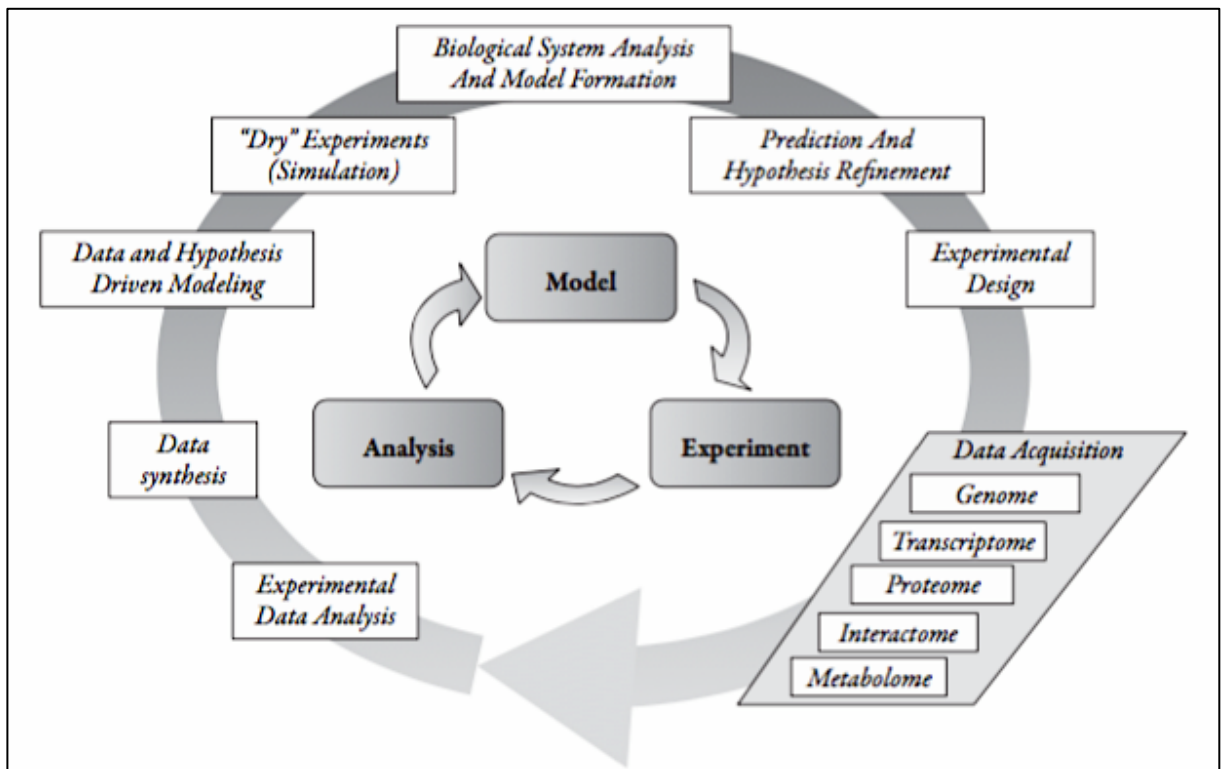 Biological System Analysis
And Model Formation
“Dry” Experiments
(Simulation)
Prediction And
Hypothesis Refinement
Data and Hypothesis
Driven Modeling
Experimental
Design
Model
Analysis
Experiment
Data
synthesis
Data Acquisition
Genome
Transcriptome
Proteome
Interactome
Metabolome
Experimental
Data Analysis